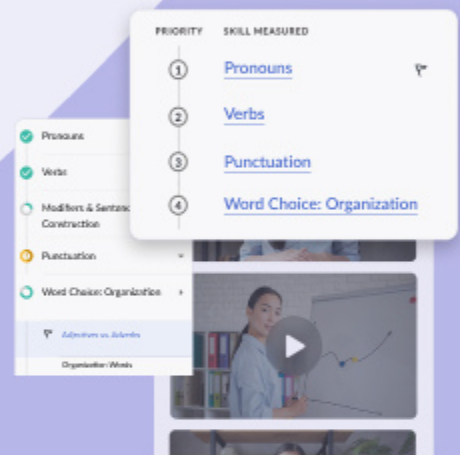 PRIORITY SKILL MEASURED
1 Pronouns
2 Verbs
3 Punctuation
4 Word Choice: Organization
Pronouns
Verbs
Modifiers & Sentenc
Construction
Punctuation
Word Choice: Organization
Adjectives vs. Adverbs
Organization Words